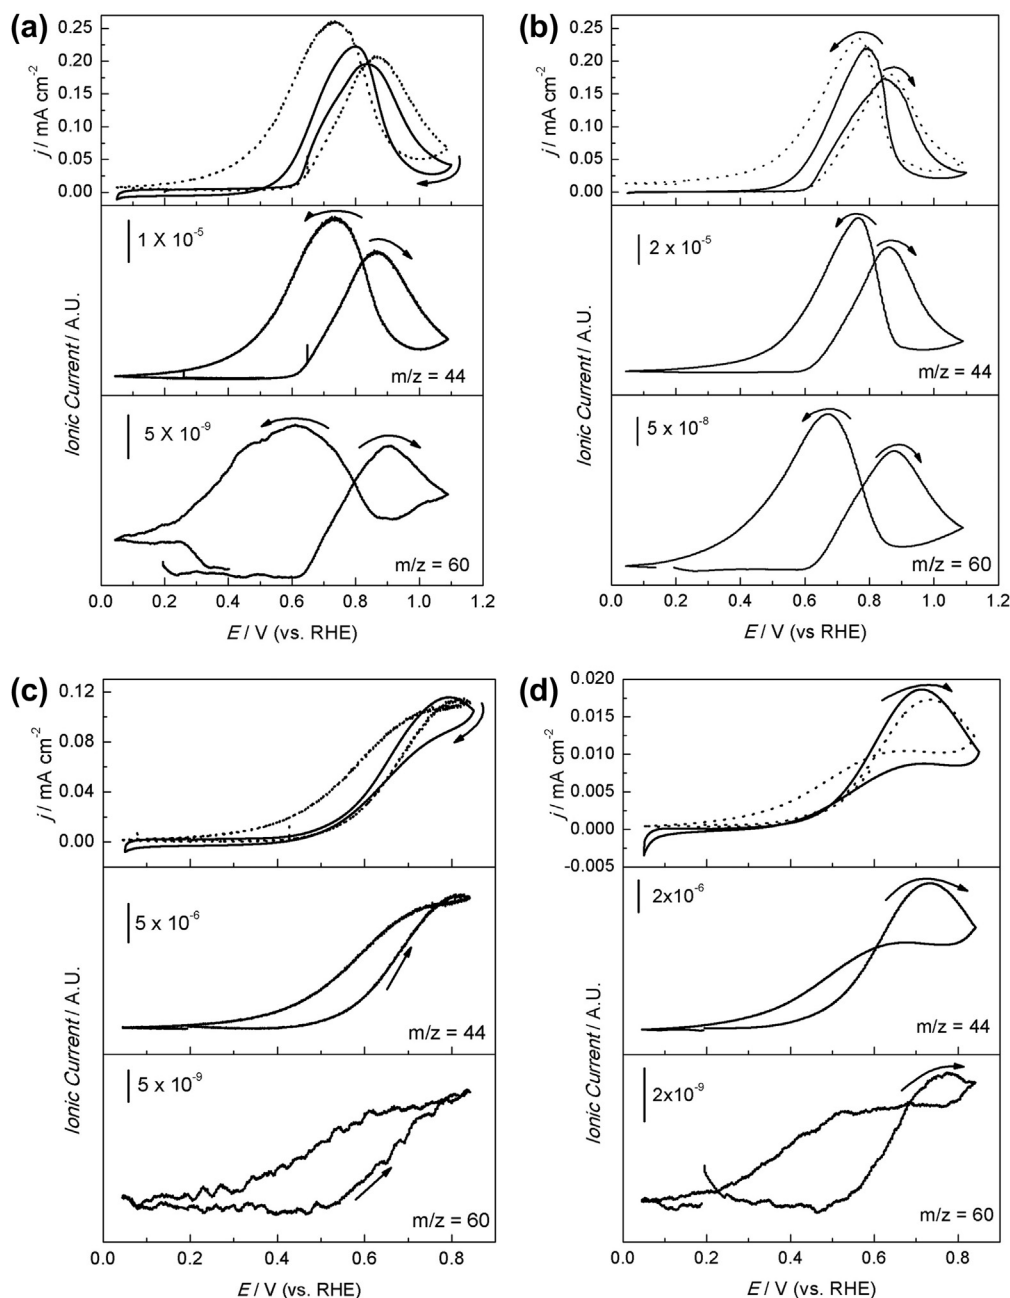 (a)
0.25
0.20
0.15
0.10
0.05
0.00
j / mA cm⁻²
1 X 10⁻⁵
m/z = 44
Ionic Current / A.U.
5 X 10⁻⁹
m/z = 60
0.0 0.2 0.4 0.6 0.8 1.0 1.2
E / V (vs. RHE)
(b)
0.25
0.20
0.15
0.10
0.05
0.00
j / mA cm⁻²
2 x 10⁻⁵
m/z = 44
Ionic Current / A.U.
5 x 10⁻⁸
m/z = 60
0.0 0.2 0.4 0.6 0.8 1.0 1.2
E / V (vs. RHE)
(c)
0.12
0.08
0.04
0.00
j / mA cm⁻²
5 x 10⁻⁶
m/z = 44
Ionic Current / A.U.
5 x 10⁻⁹
m/z = 60
0.0 0.2 0.4 0.6 0.8
E / V (vs. RHE)
(d)
0.020
0.015
0.010
0.005
0.000
-0.005
j / mA cm⁻²
2x10⁻⁶
m/z = 44
Ionic Current / A.U.
2x10⁻⁹
m/z = 60
0.0 0.2 0.4 0.6 0.8
E / V (vs. RHE)